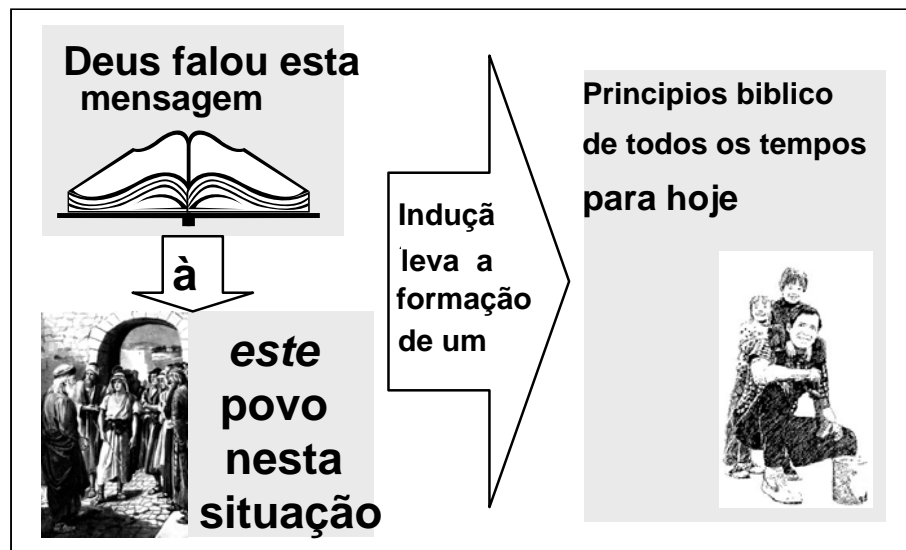 Deus falou esta
mensagem
à
este
povo
nesta
situação
Induçã
leva a
formação
de um
Principios biblico
de todos os tempos
para hoje